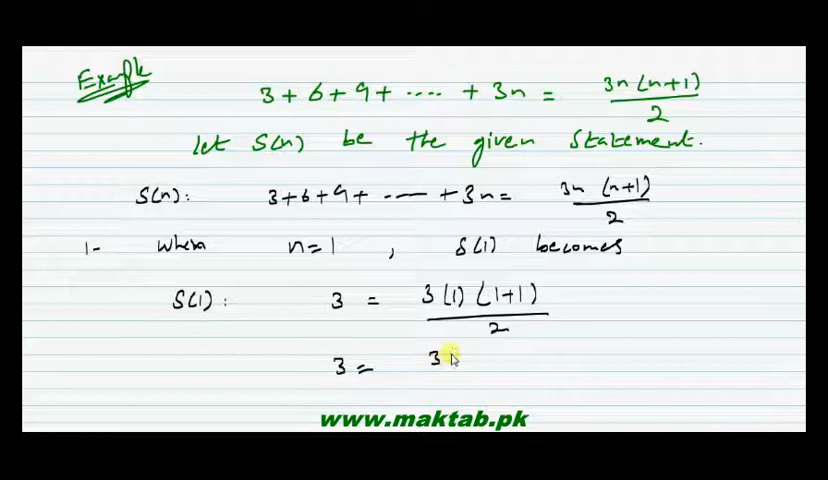 Example
3 + 6 + 9 + .... + 3n = 3n(n+1)/2
let S(n) be the given statement.
S(n): 3+6+9+ ---- +3n = 3n (n+1)/2
1- when n=1 , S(1) becomes
S(1): 3 = 3(1)(1+1)/2
3 = 3
www.maktab.pk